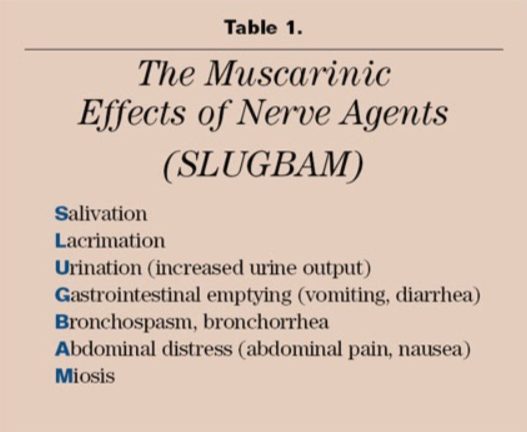 Table 1.
The Muscarinic
Effects of Nerve Agents
(SLUGBAM)
Salivation
Lacrimation
Urination (increased urine output)
Gastrointestinal emptying (vomiting, diarrhea)
Bronchospasm, bronchorrhea
Abdominal distress (abdominal pain, nausea)
Miosis